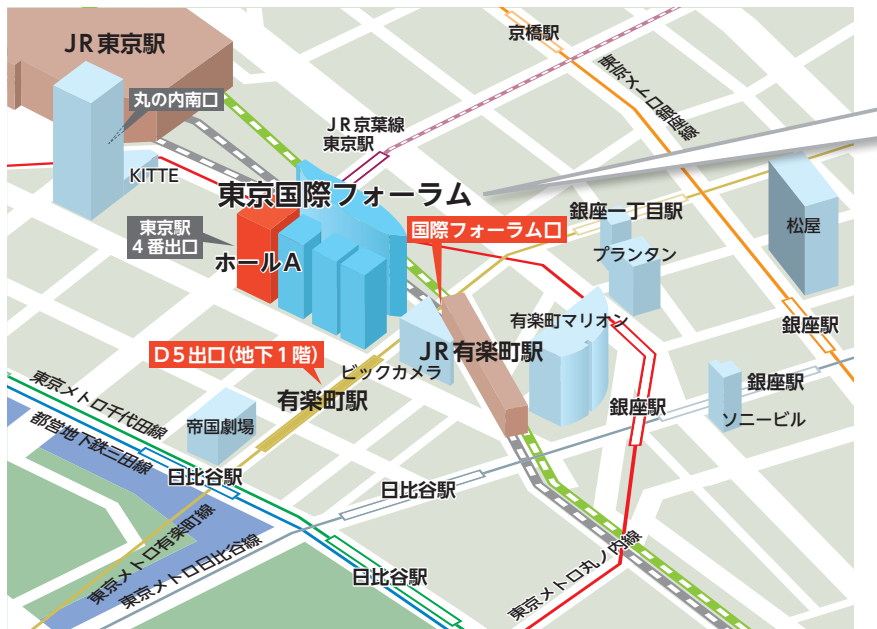 JR東京駅
京橋駅
東京メトロ銀座線
丸の内南口
JR京葉線
東京駅
KITTE
東京国際フォーラム
東京駅
4番出口
国際フォーラム口
銀座一丁目駅
松屋
プランタン
ホールA
有楽町マリオン
銀座駅
D5出口(地下1階)
JR有楽町駅
ビックカメラ
有楽町駅
東京メトロ千代田線
銀座駅
銀座駅
ソニービル
帝国劇場
都営地下鉄三田線
日比谷駅
日比谷駅
東京メトロ有楽町線
東京メトロ日比谷線
日比谷駅
東京メトロ丸ノ内線